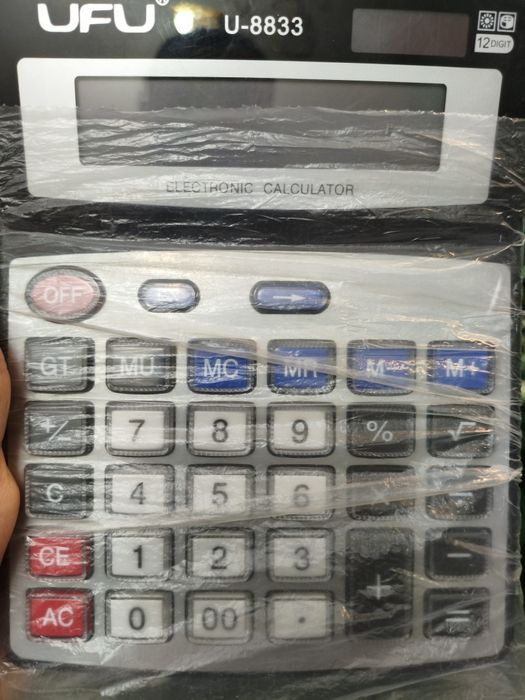 UFU
U-8833
12 DIGIT
ELECTRONIC CALCULATOR
OFF →
GT MU MC MR M- M+
+/- 7 8 9 % √
C 4 5 6
CE 1 2 3 + −
AC 0 00 . =